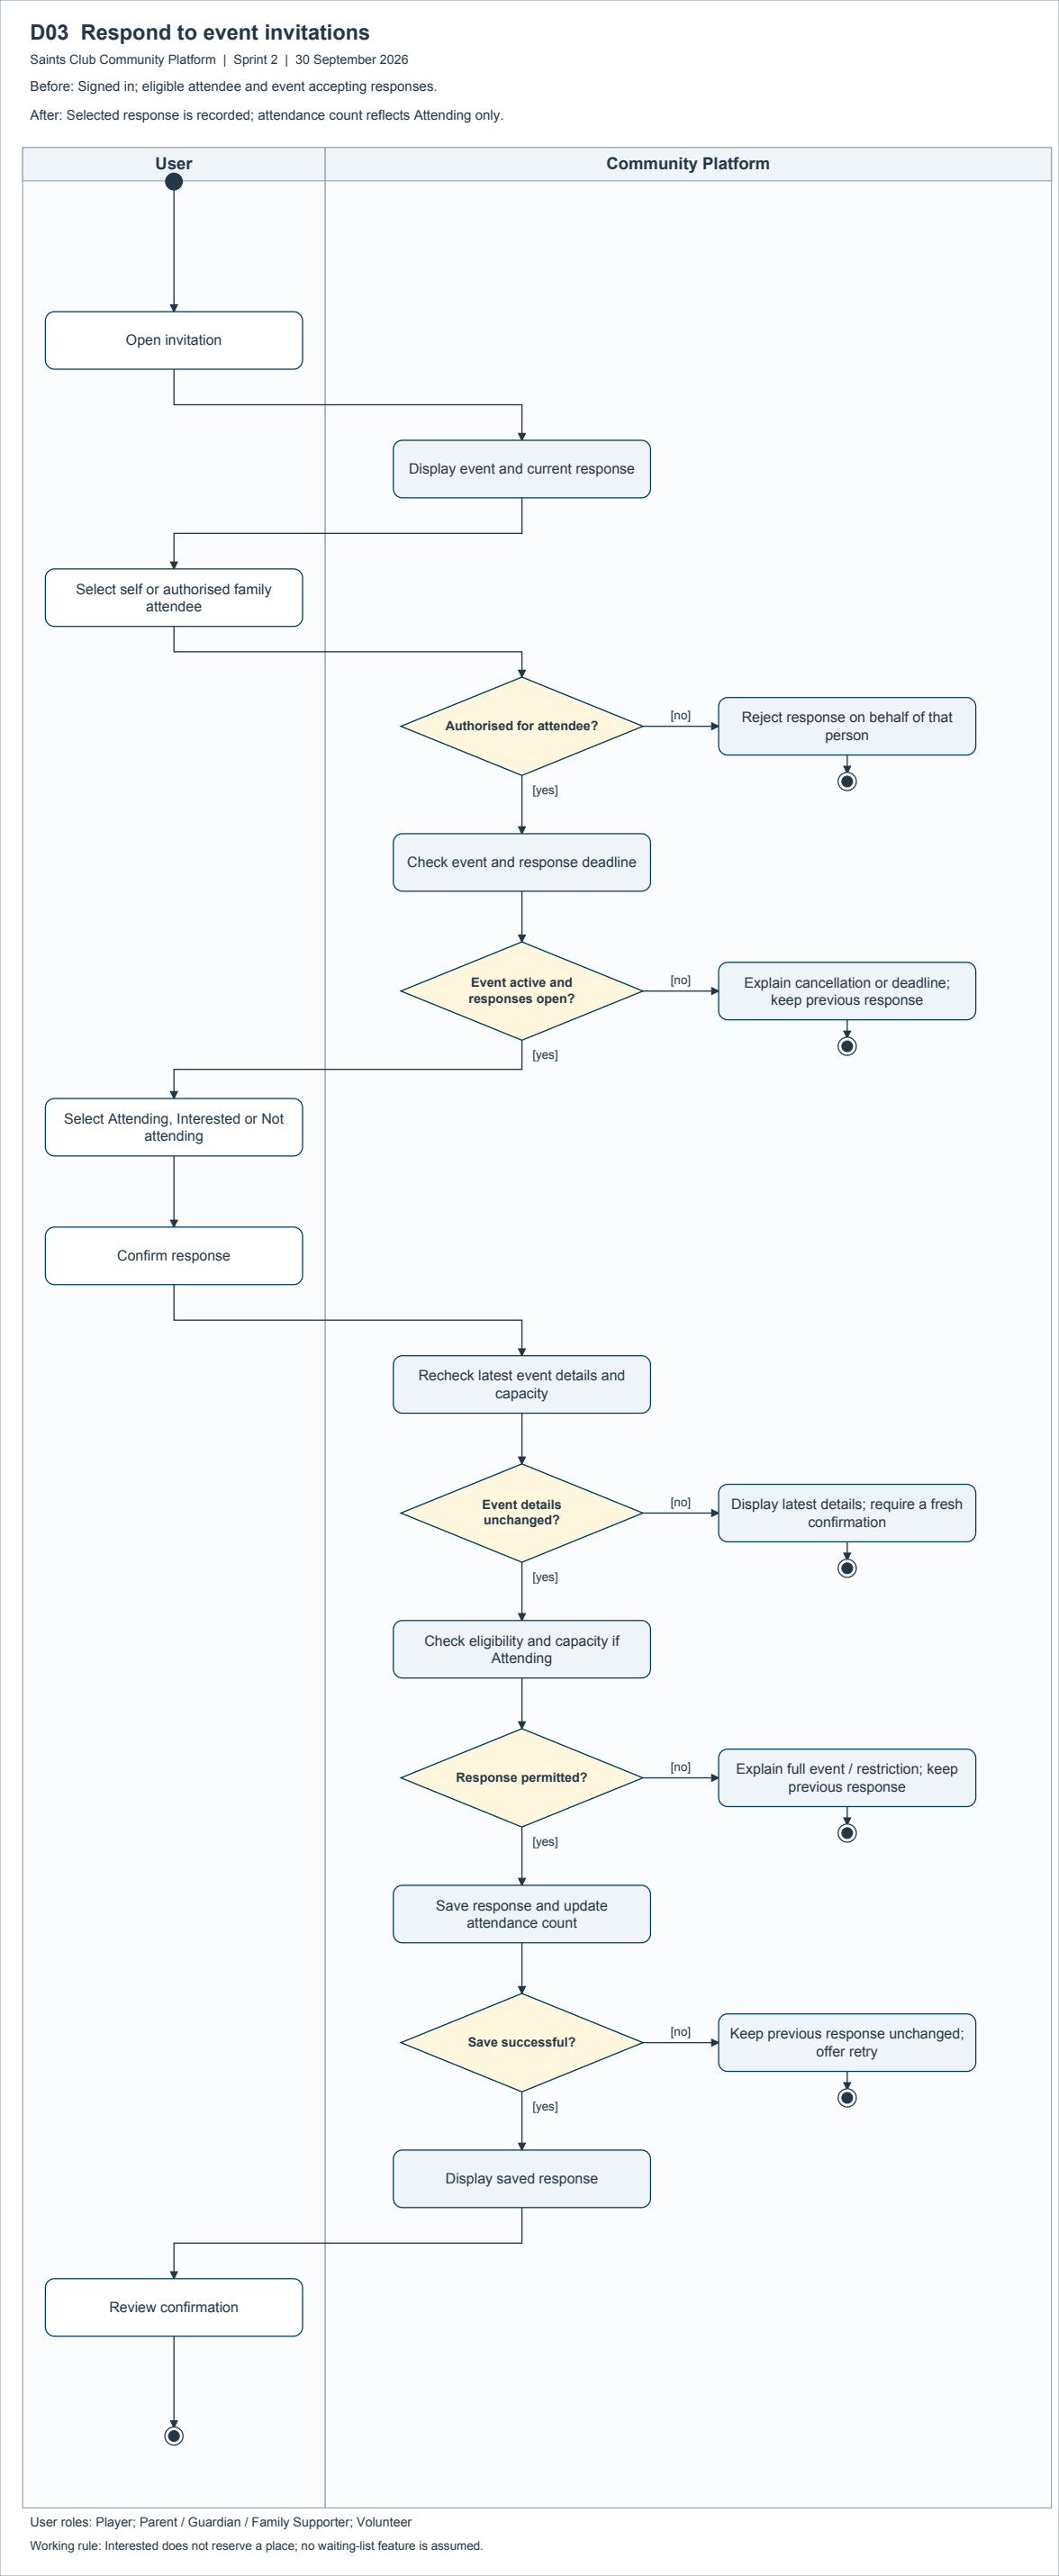 D03  Respond to event invitations
Saints Club Community Platform  |  Sprint 2  |  30 September 2026
Before: Signed in; eligible attendee and event accepting responses.
After: Selected response is recorded; attendance count reflects Attending only.
User
Community Platform
Open invitation
Display event and current response
Select self or authorised family
attendee
Authorised for attendee?
[no]
Reject response on behalf of that
person
[yes]
Check event and response deadline
Event active and
responses open?
[no]
Explain cancellation or deadline;
keep previous response
[yes]
Select Attending, Interested or Not
attending
Confirm response
Recheck latest event details and
capacity
Event details
unchanged?
[no]
Display latest details; require a fresh
confirmation
[yes]
Check eligibility and capacity if
Attending
Response permitted?
[no]
Explain full event / restriction; keep
previous response
[yes]
Save response and update
attendance count
Save successful?
[no]
Keep previous response unchanged;
offer retry
[yes]
Display saved response
Review confirmation
User roles: Player; Parent / Guardian / Family Supporter; Volunteer
Working rule: Interested does not reserve a place; no waiting-list feature is assumed.